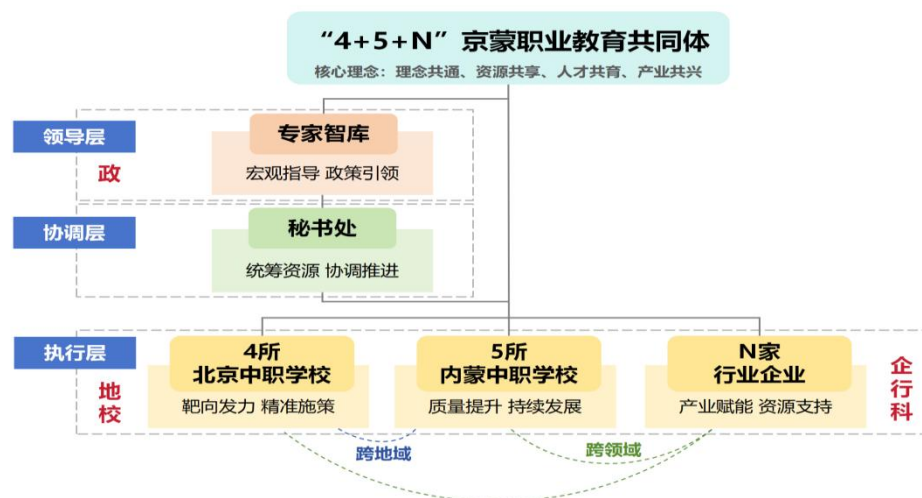 “4+5+N”京蒙职业教育共同体
核心理念：理念共通、资源共享、人才共育、产业共兴
领导层
政
专家智库
宏观指导 政策引领
协调层
秘书处
统筹资源 协调推进
执行层
地
校
4所
北京中职学校
靶向发力 精准施策
5所
内蒙中职学校
质量提升 持续发展
N家
行业企业
产业赋能 资源支持
企
行
科
跨地域
跨领域